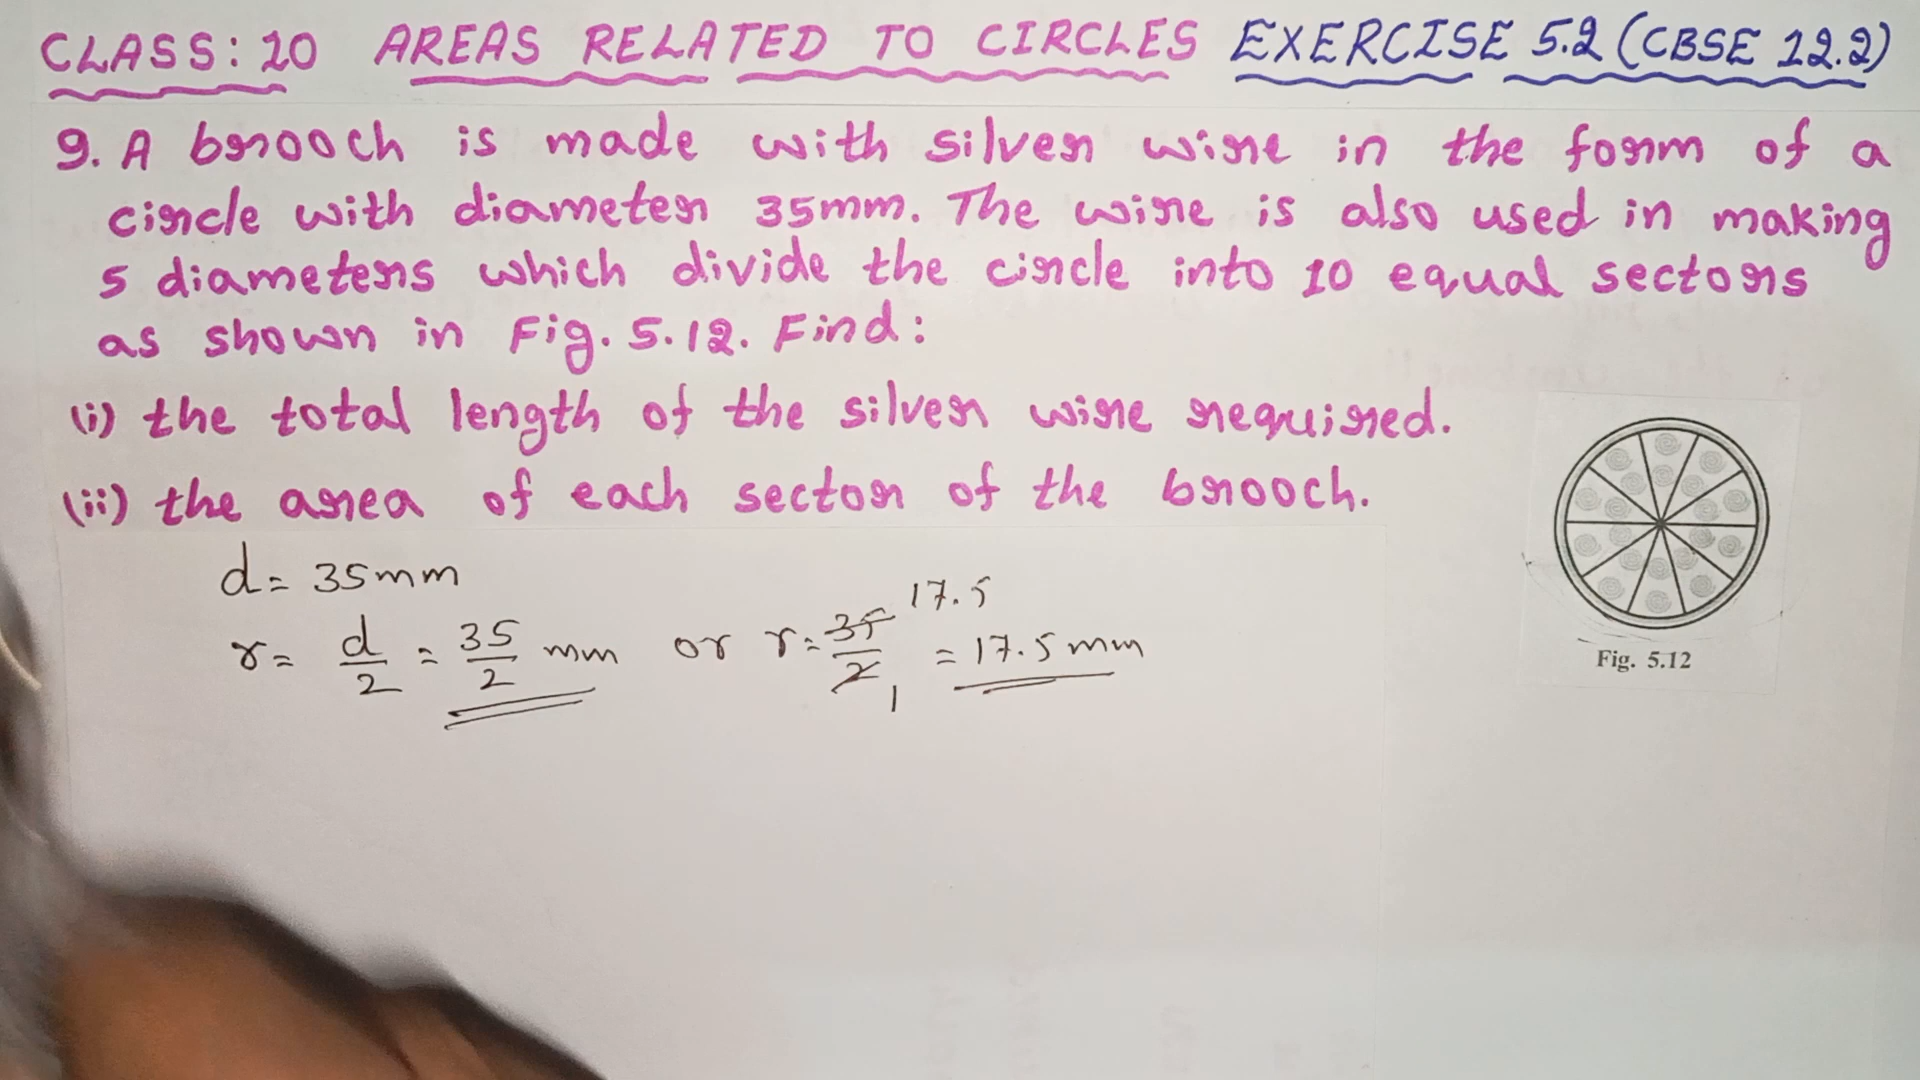 CLASS: 10 AREAS RELATED TO CIRCLES EXERCISE 5.2 (CBSE 12.2)
9. A brooch is made with silver wire in the form of a
circle with diameter 35mm. The wire is also used in making
5 diameters which divide the circle into 10 equal sectors
as shown in Fig. 5.12. Find:
(i) the total length of the silver wire required.
(ii) the area of each sector of the brooch.
d = 35mm
r = d/2 = 35/2 mm or r = 35/2 17.5 1 = 17.5 mm
Fig. 5.12